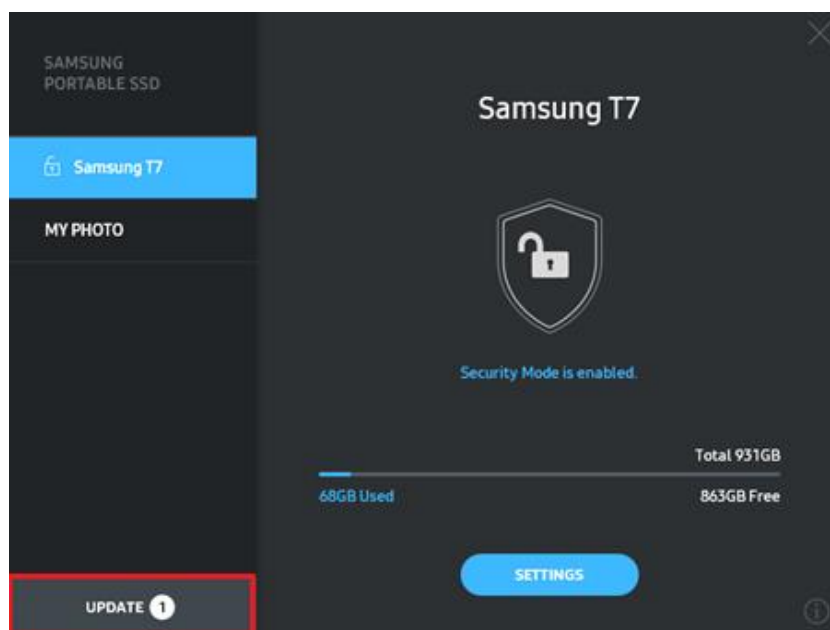 SAMSUNG
PORTABLE SSD
Samsung T7
MY PHOTO
UPDATE 1
Samsung T7
Security Mode is enabled.
Total 931GB
68GB Used
863GB Free
SETTINGS